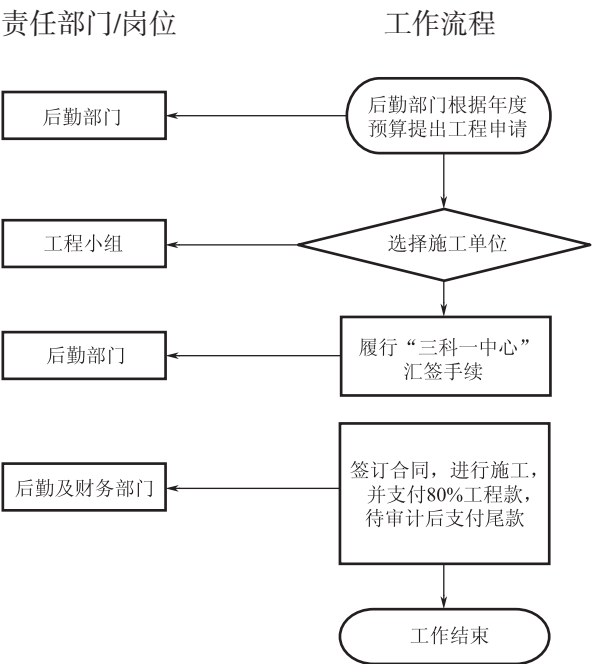 责任部门/岗位
工作流程
后勤部门
后勤部门根据年度
预算提出工程申请
工程小组
选择施工单位
后勤部门
履行“三科一中心”
汇签手续
后勤及财务部门
签订合同，进行施工，
并支付80%工程款，
待审计后支付尾款
工作结束